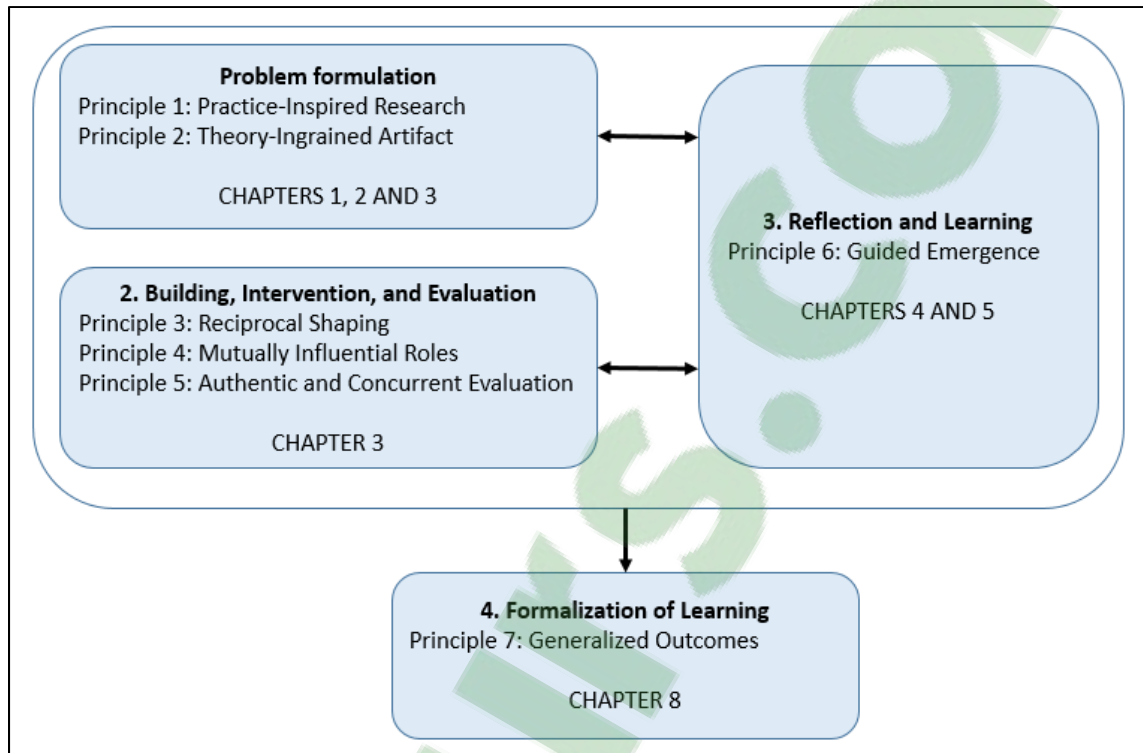 Problem formulation
Principle 1: Practice-Inspired Research
Principle 2: Theory-Ingrained Artifact
CHAPTERS 1, 2 AND 3
2. Building, Intervention, and Evaluation
Principle 3: Reciprocal Shaping
Principle 4: Mutually Influential Roles
Principle 5: Authentic and Concurrent Evaluation
CHAPTER 3
3. Reflection and Learning
Principle 6: Guided Emergence
CHAPTERS 4 AND 5
4. Formalization of Learning
Principle 7: Generalized Outcomes
CHAPTER 8